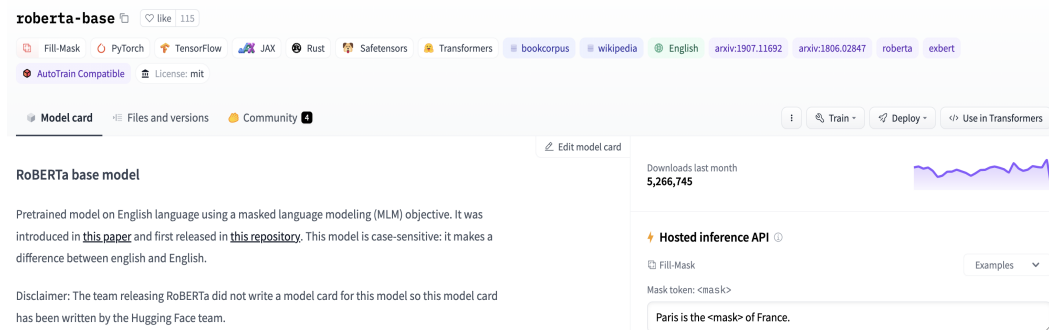 roberta-base like 115
Fill-Mask PyTorch TensorFlow JAX Rust Safetensors Transformers bookcorpus wikipedia English arxiv:1907.11692 arxiv:1806.02847 roberta exbert
AutoTrain Compatible License: mit
Model card Files and versions Community 4 Train Deploy </> Use in Transformers
Edit model card
RoBERTa base model
Pretrained model on English language using a masked language modeling (MLM) objective. It was
introduced in this paper and first released in this repository. This model is case-sensitive: it makes a
difference between english and English.
Disclaimer: The team releasing RoBERTa did not write a model card for this model so this model card
has been written by the Hugging Face team.
Downloads last month
5,266,745
Hosted inference API
Fill-Mask Examples
Mask token: <mask>
Paris is the <mask> of France.